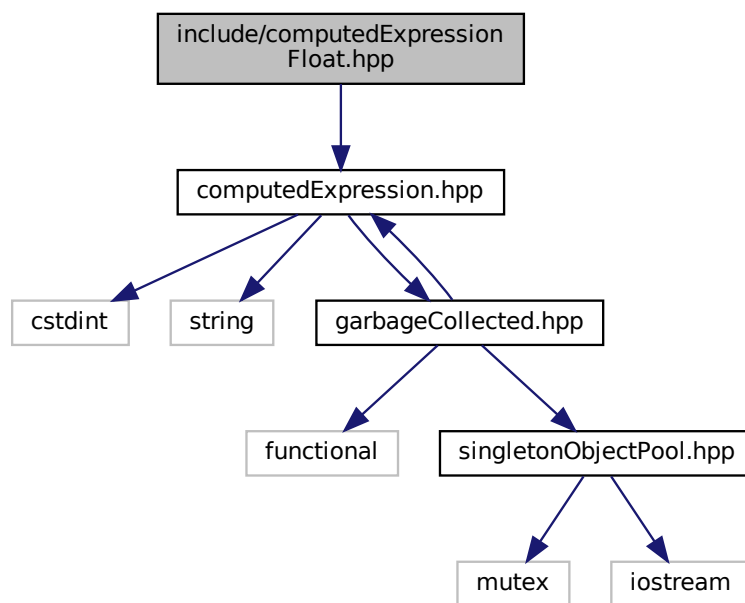 include/computedExpression
Float.hpp
computedExpression.hpp
cstdint
string
garbageCollected.hpp
functional
singletonObjectPool.hpp
mutex
iostream